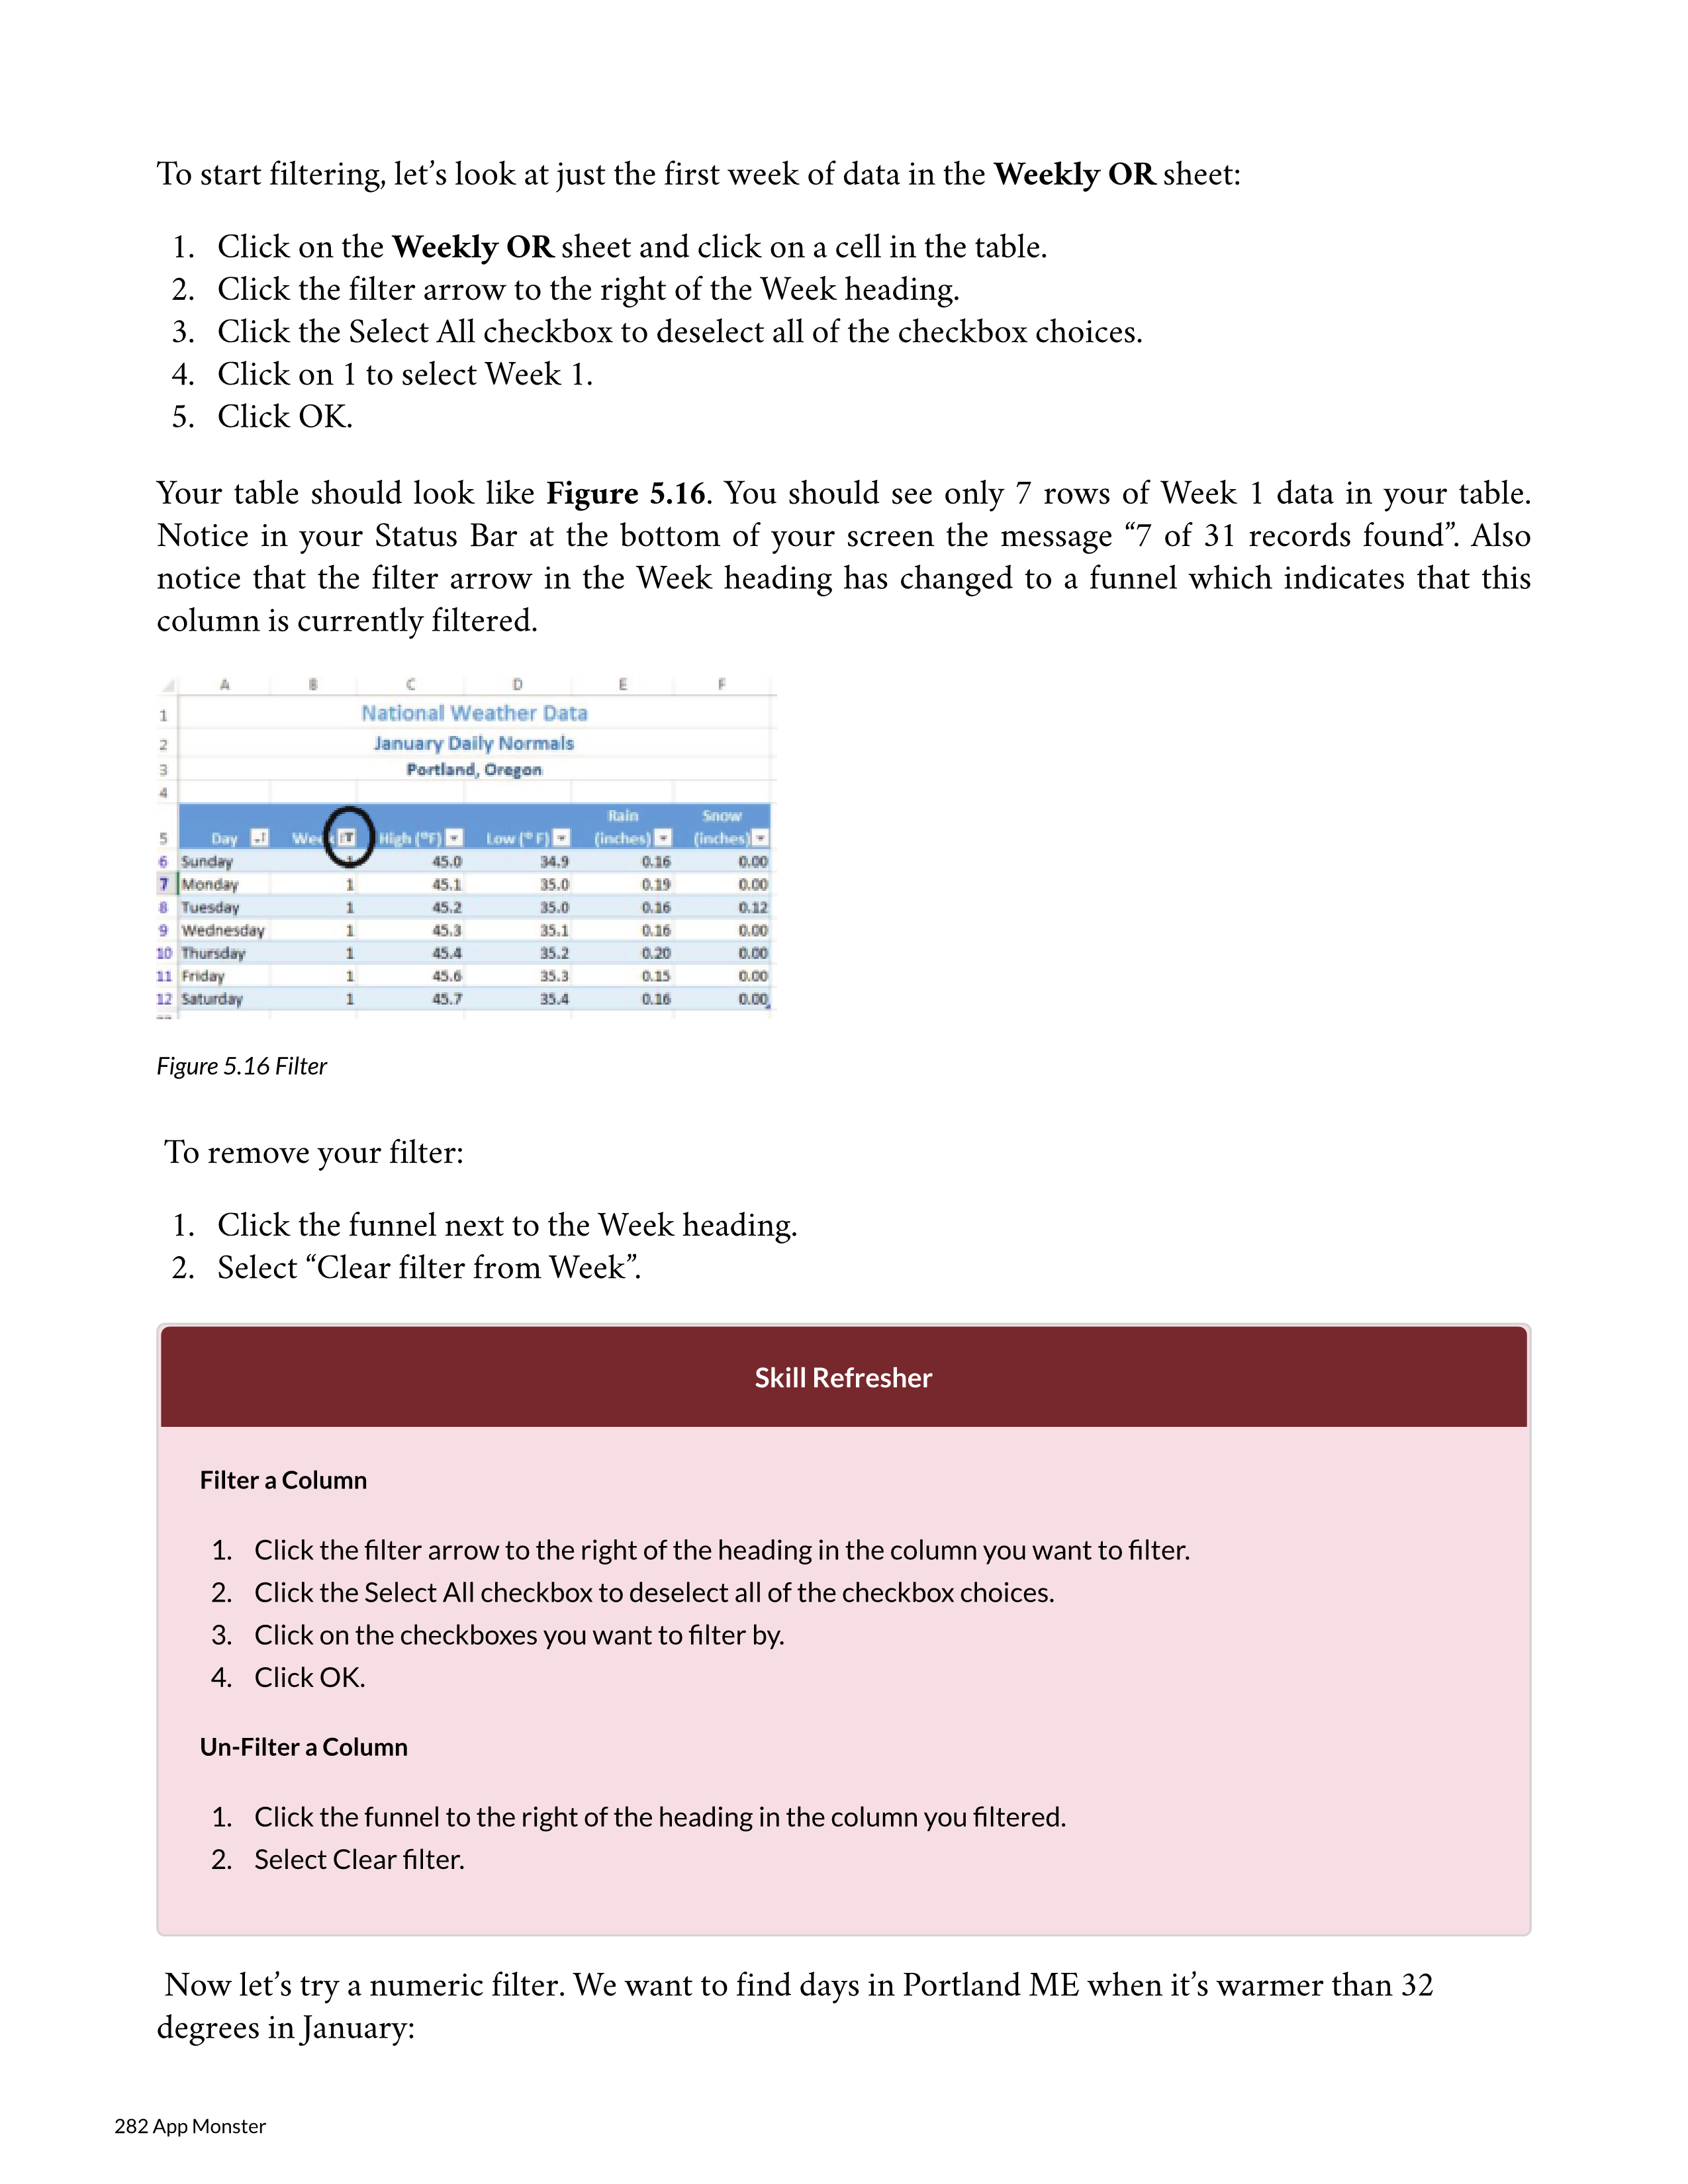 To start filtering, let’s look at just the first week of data in the Weekly OR sheet:
1. Click on the Weekly OR sheet and click on a cell in the table.
2. Click the filter arrow to the right of the Week heading.
3. Click the Select All checkbox to deselect all of the checkbox choices.
4. Click on 1 to select Week 1.
5. Click OK.
Your table should look like Figure 5.16. You should see only 7 rows of Week 1 data in your table.
Notice in your Status Bar at the bottom of your screen the message “7 of 31 records found”. Also
notice that the filter arrow in the Week heading has changed to a funnel which indicates that this
column is currently filtered.
A B C D E F
1 National Weather Data
2 January Daily Normals
3 Portland, Oregon
4
Rain Snow
5 Day Week High (°F) Low (° F) (inches) (inches)
6 Sunday 1 45.0 34.9 0.16 0.00
7 Monday 1 45.1 35.0 0.19 0.00
8 Tuesday 1 45.2 35.0 0.16 0.12
9 Wednesday 1 45.3 35.1 0.16 0.00
10 Thursday 1 45.4 35.2 0.20 0.00
11 Friday 1 45.6 35.3 0.15 0.00
12 Saturday 1 45.7 35.4 0.16 0.00
Figure 5.16 Filter
To remove your filter:
1. Click the funnel next to the Week heading.
2. Select “Clear filter from Week”.
Skill Refresher
Filter a Column
1. Click the filter arrow to the right of the heading in the column you want to filter.
2. Click the Select All checkbox to deselect all of the checkbox choices.
3. Click on the checkboxes you want to filter by.
4. Click OK.
Un-Filter a Column
1. Click the funnel to the right of the heading in the column you filtered.
2. Select Clear filter.
Now let’s try a numeric filter. We want to find days in Portland ME when it’s warmer than 32
degrees in January:
282 App Monster